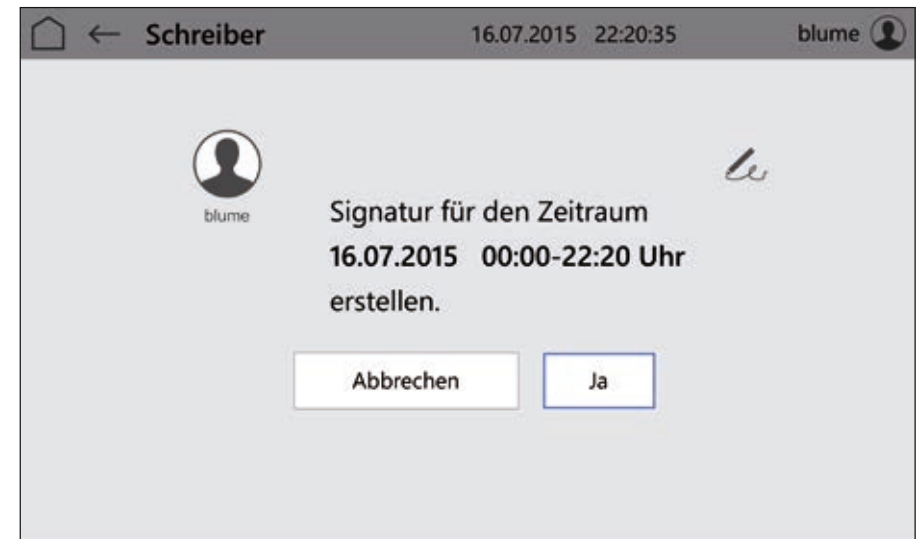 Schreiber 16.07.2015 22:20:35 blume
blume
Signatur für den Zeitraum
16.07.2015 00:00-22:20 Uhr
erstellen.
Abbrechen Ja